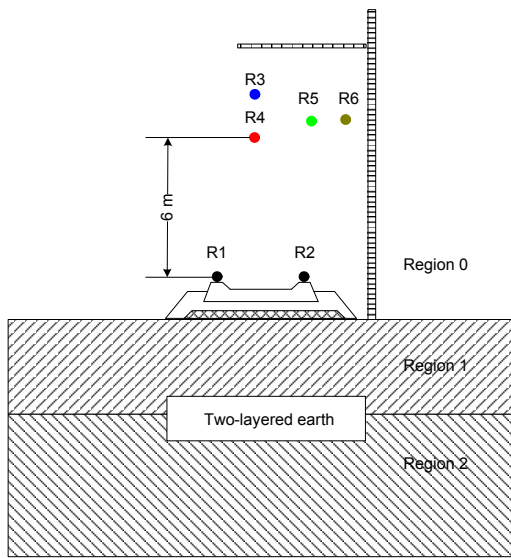 R3
R4
R5
R6
6 m
R1
R2
Region 0
Region 1
Two-layered earth
Region 2